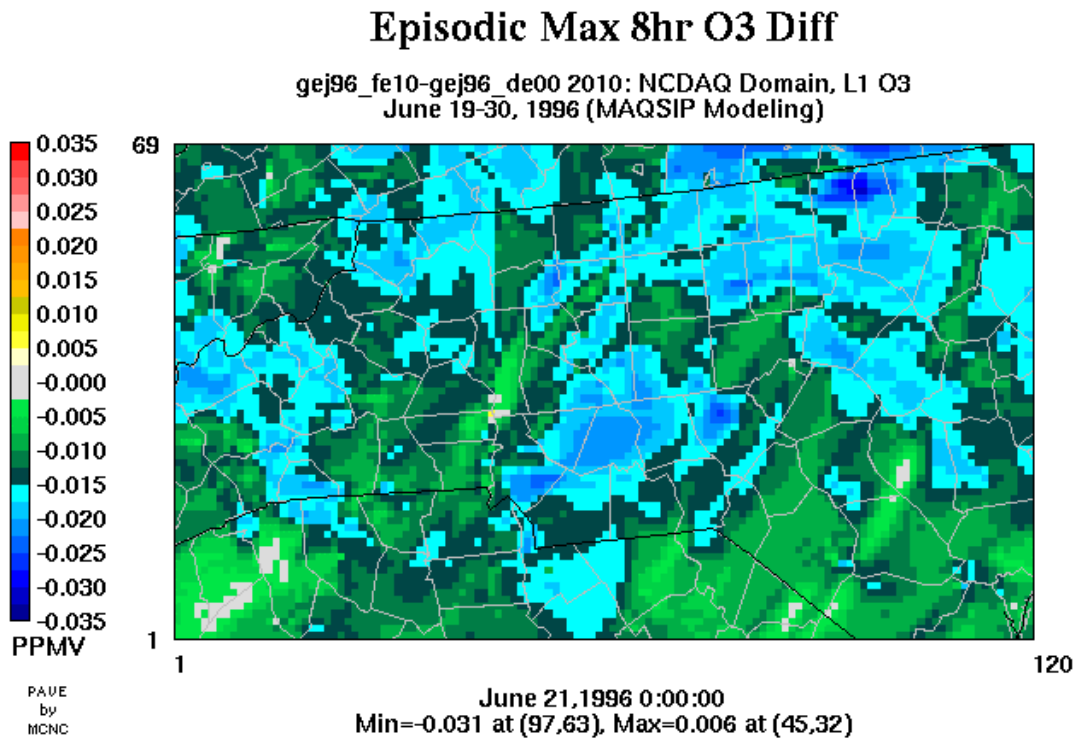 Episodic Max 8hr O3 Diff
gej96_fe10-gej96_de00 2010: NCDAQ Domain, L1 O3
June 19-30, 1996 (MAQSIP Modeling)
0.035
0.030
0.025
0.020
0.015
0.010
0.005
-0.000
-0.005
-0.010
-0.015
-0.020
-0.025
-0.030
-0.035
PPMV
PAVE
by
MCNC
69
1
1
120
June 21,1996 0:00:00
Min=-0.031 at (97,63), Max=0.006 at (45,32)